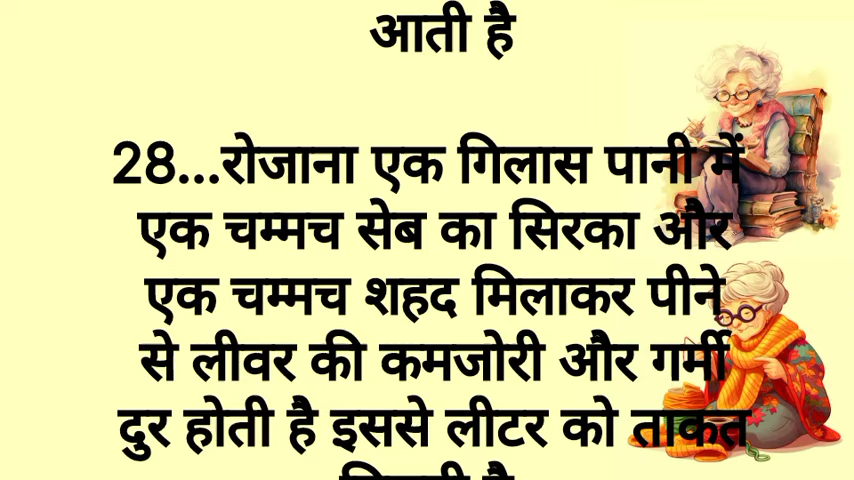 आती है
28...रोजाना एक गिलास पानी में
एक चम्मच सेब का सिरका और
एक चम्मच शहद मिलाकर पीने
से लीवर की कमजोरी और गर्मी
दुर होती है इससे लीटर को ताकत